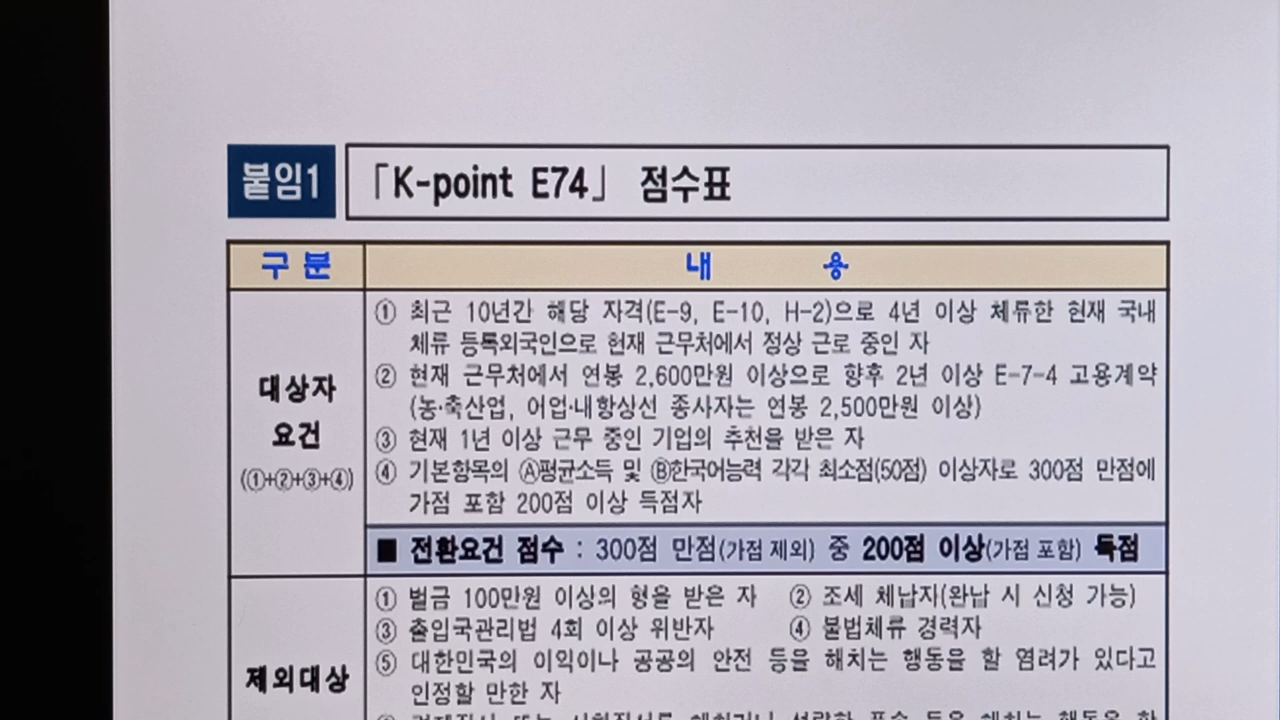 붙임1
「K-point E74」 점수표
구 분
내 용
대상자
요건
(①+②+③+④)
① 최근 10년간 해당 자격(E-9, E-10, H-2)으로 4년 이상 체류한 현재 국내
체류 등록외국인으로 현재 근무처에서 정상 근로 중인 자
② 현재 근무처에서 연봉 2,600만원 이상으로 향후 2년 이상 E-7-4 고용계약
(농·축산업, 어업·내항상선 종사자는 연봉 2,500만원 이상)
③ 현재 1년 이상 근무 중인 기업의 추천을 받은 자
④ 기본항목의 Ⓐ평균소득 및 Ⓑ한국어능력 각각 최소점(50점) 이상자로 300점 만점에
가점 포함 200점 이상 득점자
■ 전환요건 점수 : 300점 만점(가점 제외) 중 200점 이상(가점 포함) 득점
제외대상
① 벌금 100만원 이상의 형을 받은 자 ② 조세 체납자(완납 시 신청 가능)
③ 출입국관리법 4회 이상 위반자 ④ 불법체류 경력자
⑤ 대한민국의 이익이나 공공의 안전 등을 해치는 행동을 할 염려가 있다고
인정할 만한 자